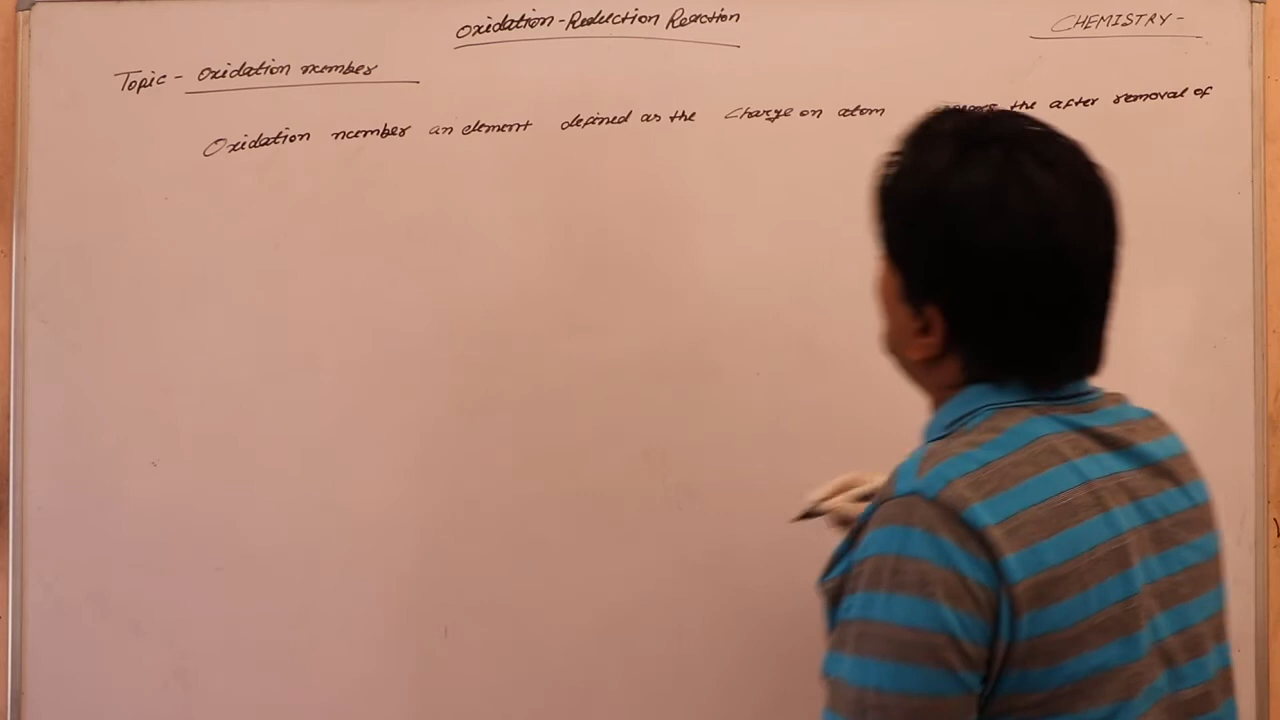 Oxidation-Reduction Reaction
CHEMISTRY-
Topic - Oxidation number
Oxidation number an element defined as the Charge on atom the after removal of